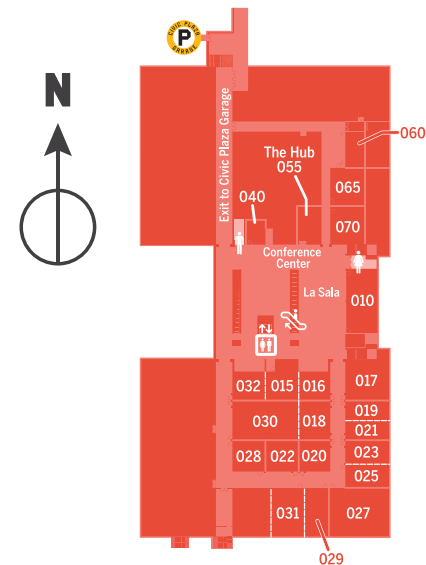 CIVIC PLAZA
P
GARAGE
N
Exit to Civic Plaza Garage
060
The Hub
055
065
040
070
Conference
Center
La Sala
010
032
015
016
017
019
030
018
021
028
022
020
023
025
031
027
029